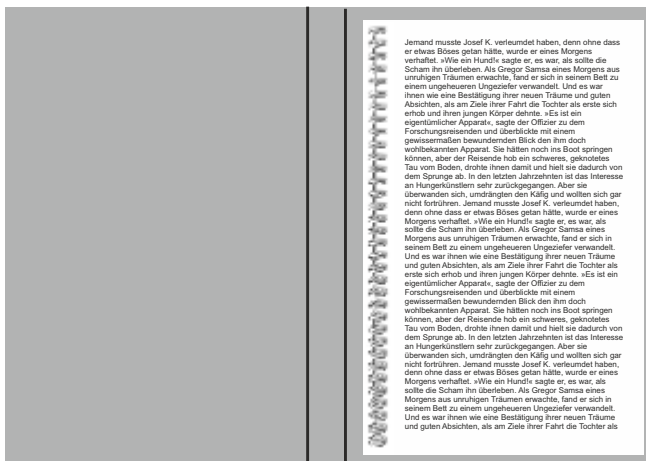 Jemand musste Josef K. verleumdet haben, denn ohne dass
er etwas Böses getan hätte, wurde er eines Morgens
verhaftet. »Wie ein Hund!« sagte er, es war, als sollte die
Scham ihn überleben. Als Gregor Samsa eines Morgens aus
unruhigen Träumen erwachte, fand er sich in seinem Bett zu
einem ungeheueren Ungeziefer verwandelt. Und es war
ihnen wie eine Bestätigung ihrer neuen Träume und guten
Absichten, als am Ziele ihrer Fahrt die Tochter als erste sich
erhob und ihren jungen Körper dehnte. »Es ist ein
eigentümlicher Apparat«, sagte der Offizier zu dem
Forschungsreisenden und überblickte mit einem
gewissermaßen bewundernden Blick den ihm doch
wohlbekannten Apparat. Sie hätten noch ins Boot springen
können, aber der Reisende hob ein schweres, geknotetes
Tau vom Boden, drohte ihnen damit und hielt sie dadurch von
dem Sprunge ab. In den letzten Jahrzehnten ist das Interesse
an Hungerkünstlern sehr zurückgegangen. Aber sie
überwanden sich, umdrängten den Käfig und wollten sich gar
nicht fortrühren. Jemand musste Josef K. verleumdet haben,
denn ohne dass er etwas Böses getan hätte, wurde er eines
Morgens verhaftet. »Wie ein Hund!« sagte er, es war, als
sollte die Scham ihn überleben. Als Gregor Samsa eines
Morgens aus unruhigen Träumen erwachte, fand er sich in
seinem Bett zu einem ungeheueren Ungeziefer verwandelt.
Und es war ihnen wie eine Bestätigung ihrer neuen Träume
und guten Absichten, als am Ziele ihrer Fahrt die Tochter als
erste sich erhob und ihren jungen Körper dehnte. »Es ist ein
eigentümlicher Apparat«, sagte der Offizier zu dem
Forschungsreisenden und überblickte mit einem
gewissermaßen bewundernden Blick den ihm doch
wohlbekannten Apparat. Sie hätten noch ins Boot springen
können, aber der Reisende hob ein schweres, geknotetes
Tau vom Boden, drohte ihnen damit und hielt sie dadurch von
dem Sprunge ab. In den letzten Jahrzehnten ist das Interesse
an Hungerkünstlern sehr zurückgegangen. Aber sie
überwanden sich, umdrängten den Käfig und wollten sich gar
nicht fortrühren. Jemand musste Josef K. verleumdet haben,
denn ohne dass er etwas Böses getan hätte, wurde er eines
Morgens verhaftet. »Wie ein Hund!« sagte er, es war, als
sollte die Scham ihn überleben. Als Gregor Samsa eines
Morgens aus unruhigen Träumen erwachte, fand er sich in
seinem Bett zu einem ungeheueren Ungeziefer verwandelt.
Und es war ihnen wie eine Bestätigung ihrer neuen Träume
und guten Absichten, als am Ziele ihrer Fahrt die Tochter als